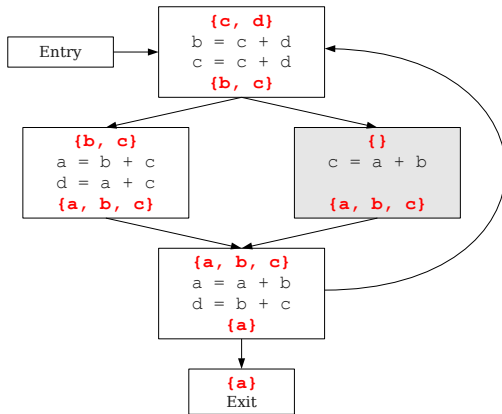 {c, d}
Entry
b = c + d
c = c + d
{b, c}
{b, c}
a = b + c
d = a + c
{a, b, c}
{}
c = a + b
{a, b, c}
{a, b, c}
a = a + b
d = b + c
{a}
{a}
Exit